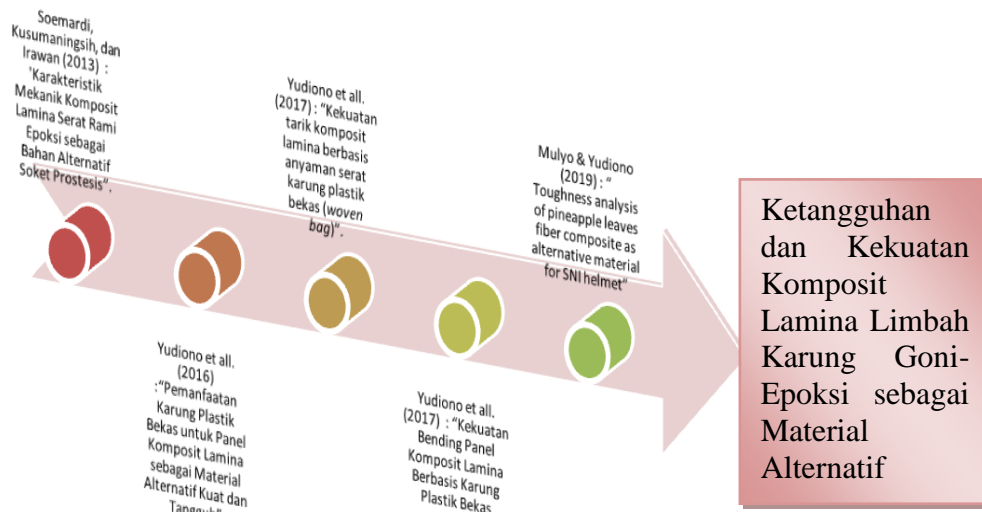 Soemardi,
Kusumaningsih, dan
Irawan (2013) :
'Karakteristik
Mekanik Komposit
Lamina Serat Rami
Epoksi sebagai
Bahan Alternatif
Soket Prostesis".
Yudiono et all.
(2016)
:"Pemanfaatan
Karung Plastik
Bekas untuk Panel
Komposit Lamina
sebagai Material
Alternatif Kuat dan
Yudiono et all.
(2017) : "Kekuatan
tarik komposit
lamina berbasis
anyaman serat
karung plastik
bekas (woven
bag)".
Yudiono et all.
(2017) : "Kekuatan
Bending Panel
Komposit Lamina
Berbasis Karung
Plastik Bekas
Mulyo & Yudiono
(2019) : "
Toughness analysis
of pineapple leaves
fiber composite as
alternative material
for SNI helmet"
Ketangguhan
dan Kekuatan
Komposit
Lamina Limbah
Karung Goni-
Epoksi sebagai
Material
Alternatif